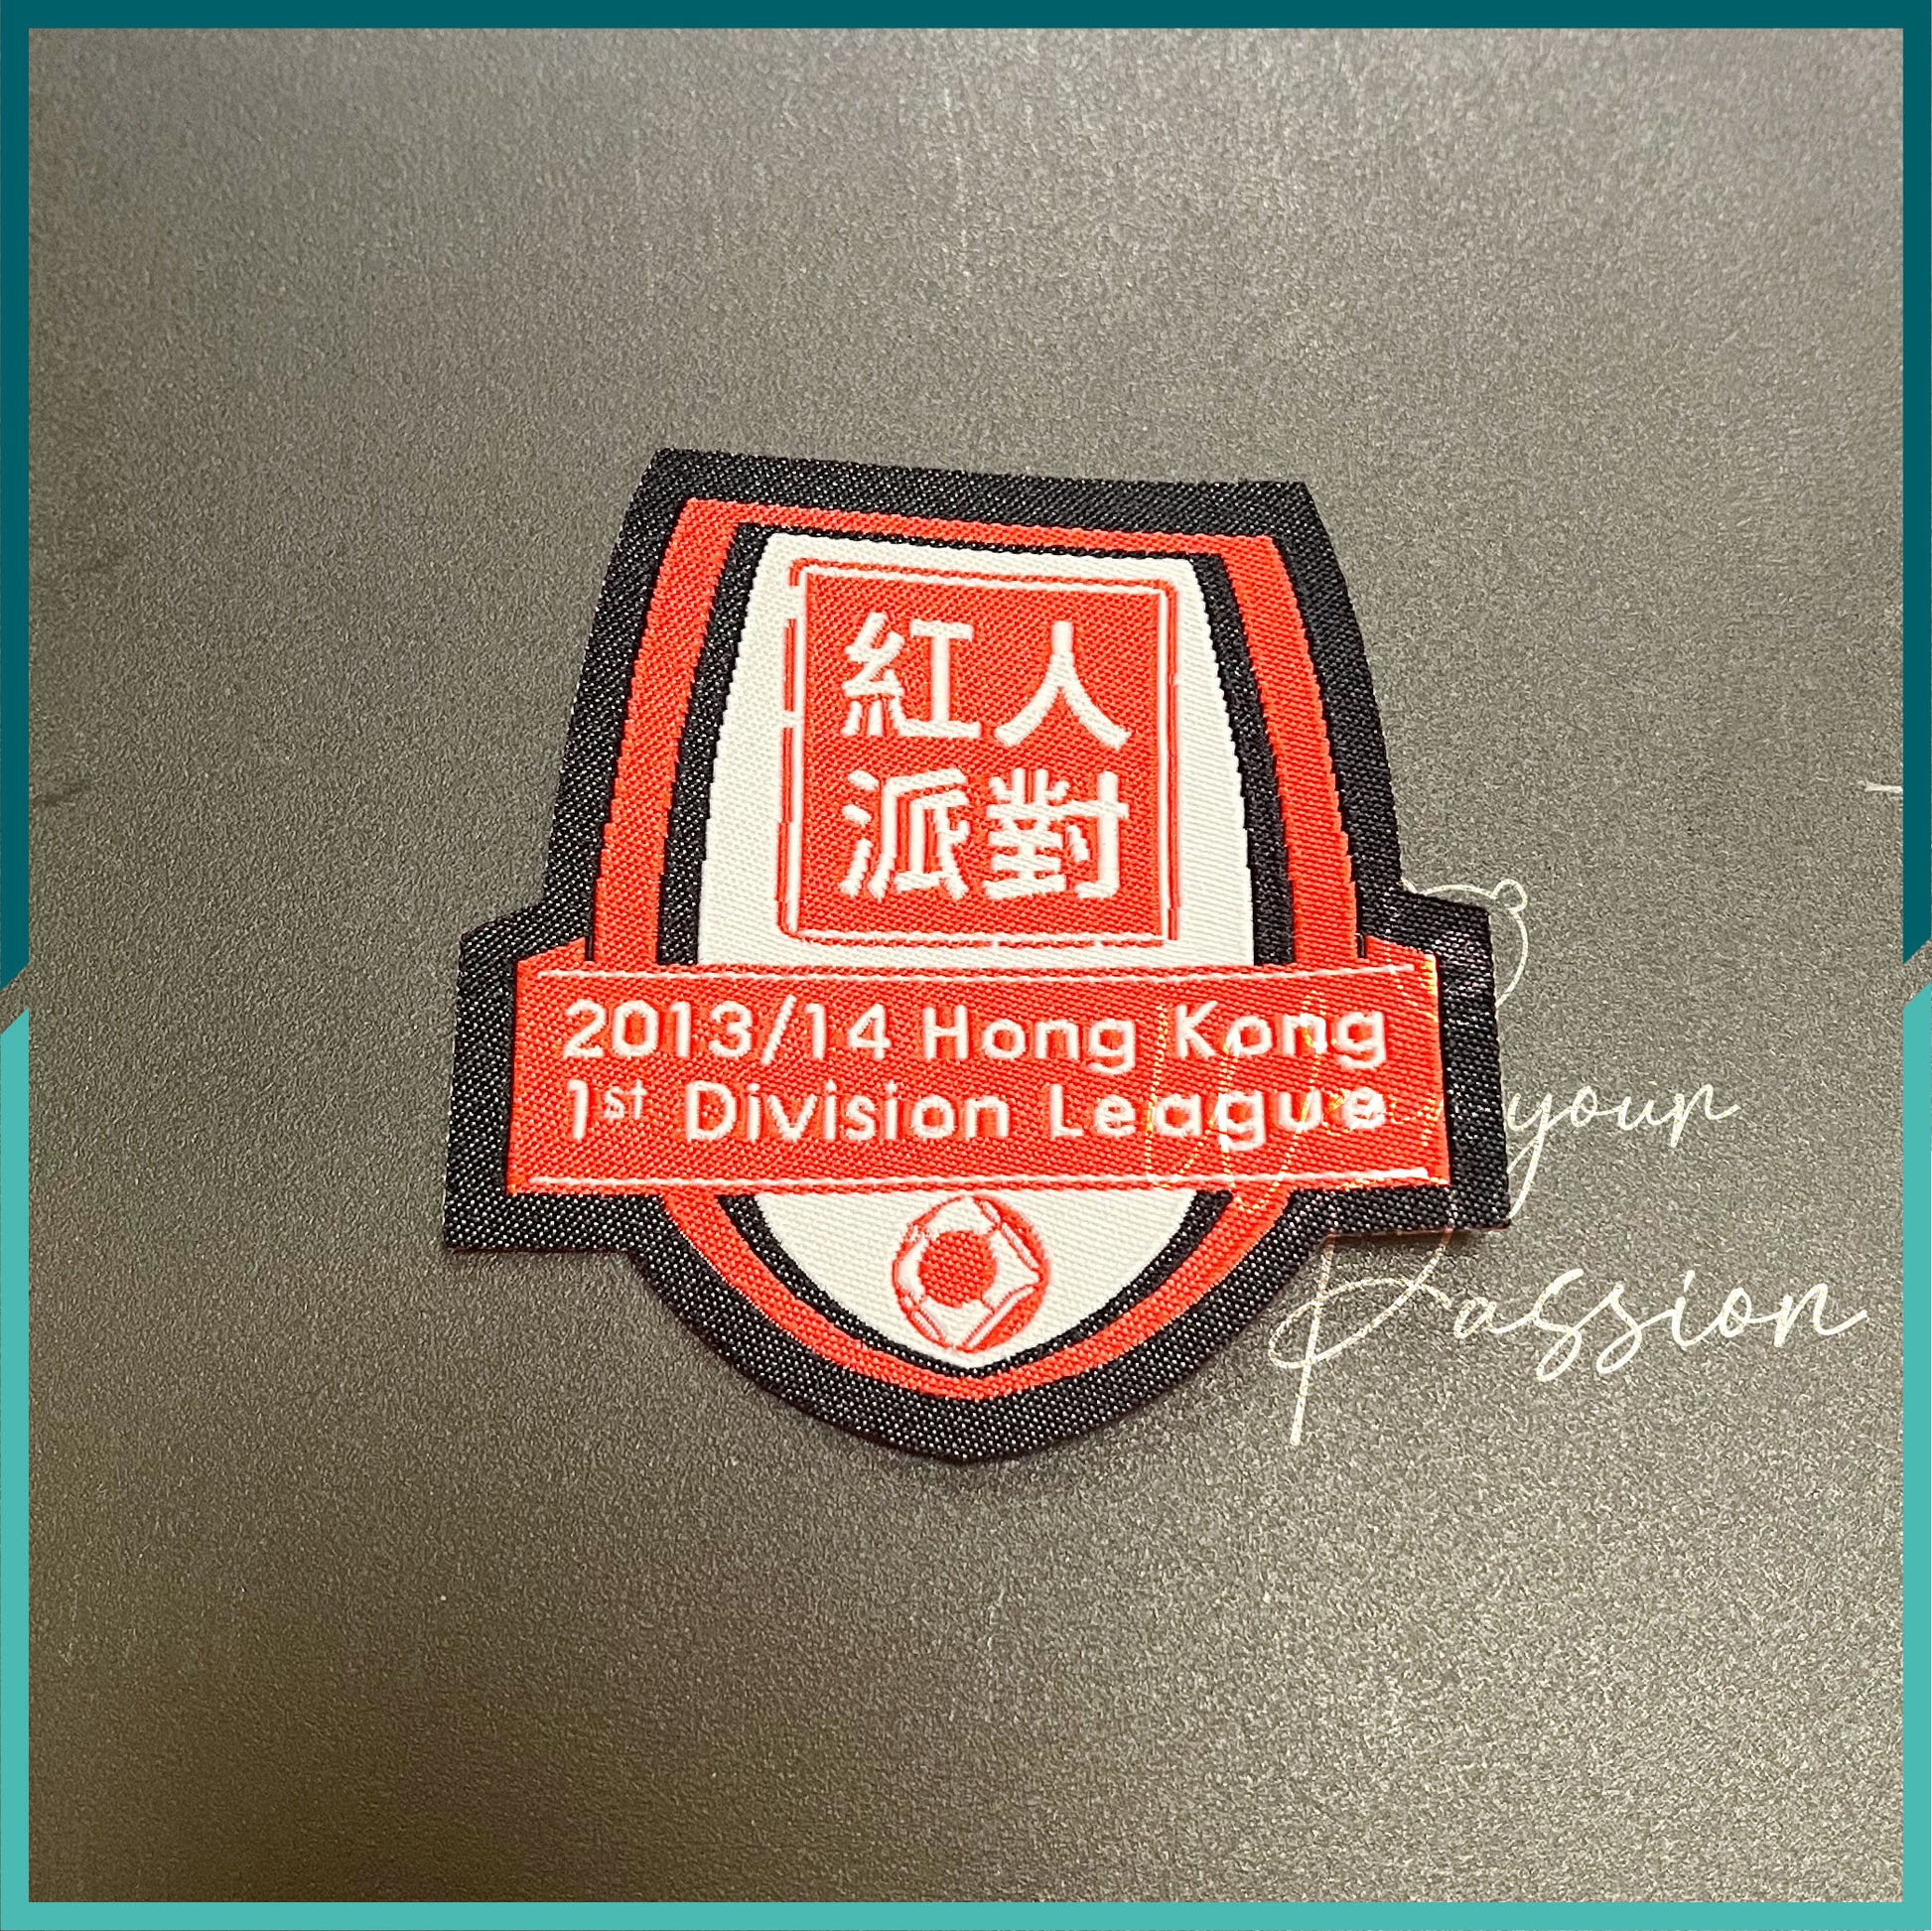 紅人
派對
2013/14 Hong Kong
1st Division League
your
Passion